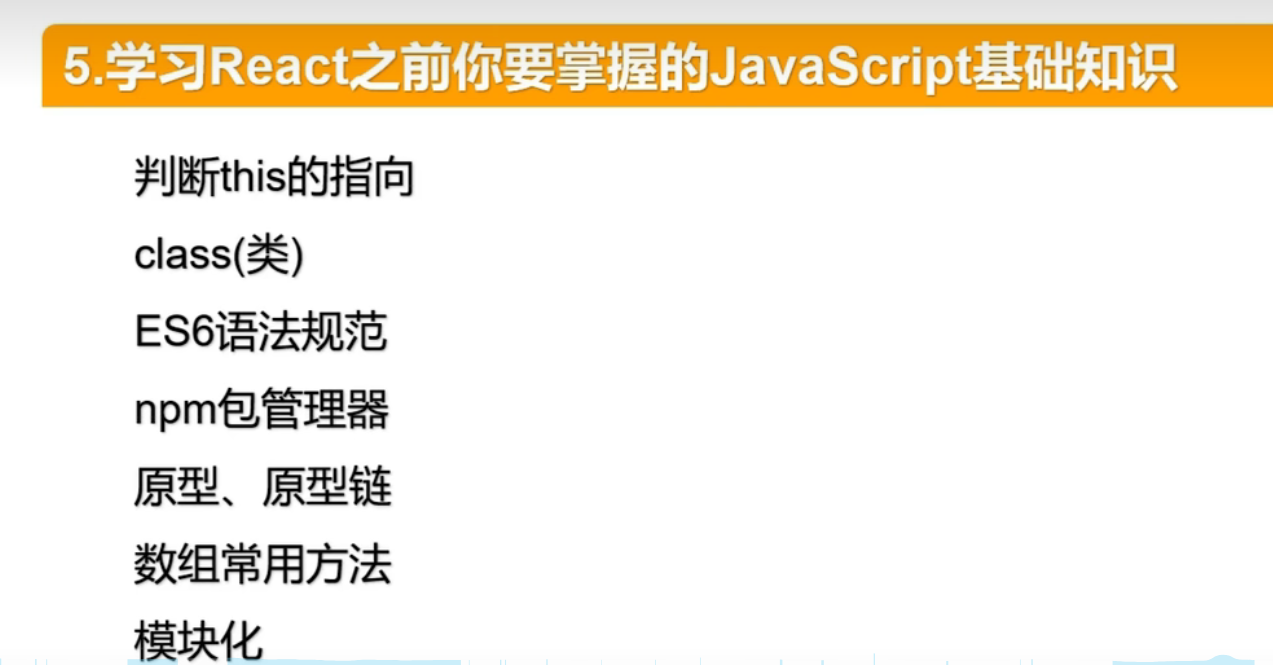 5.学习React之前你要掌握的JavaScript基础知识
判断this的指向
class(类)
ES6语法规范
npm包管理器
原型、原型链
数组常用方法
模块化